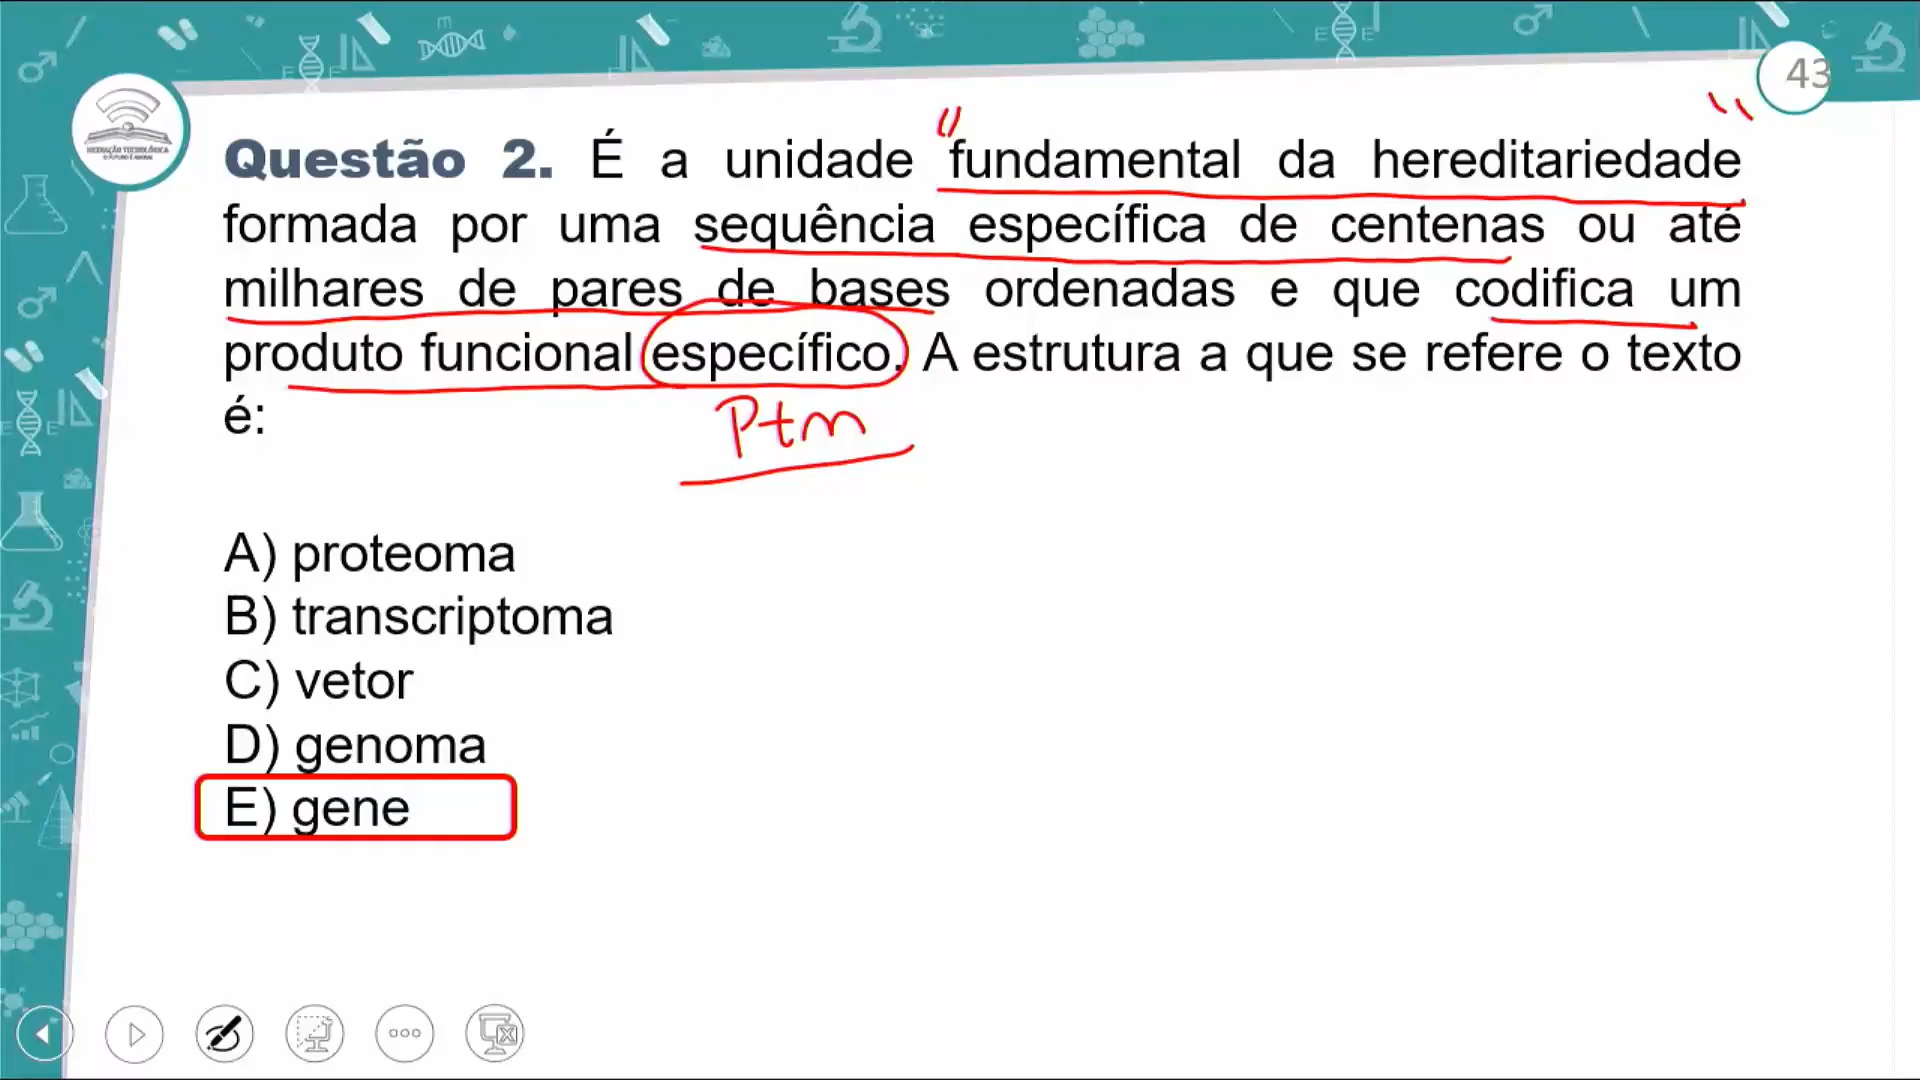 43
Questão 2. É a unidade fundamental da hereditariedade
formada por uma sequência específica de centenas ou até
milhares de pares de bases ordenadas e que codifica um
produto funcional específico. A estrutura a que se refere o texto
é:
Ptn
A) proteoma
B) transcriptoma
C) vetor
D) genoma
E) gene